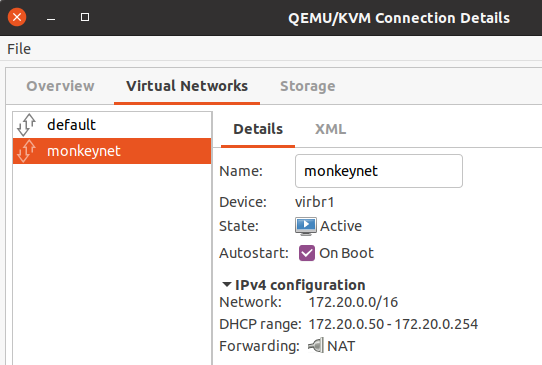 QEMU/KVM Connection Details
File
Overview Virtual Networks Storage
default
monkeynet
Details XML
Name: monkeynet
Device: virbr1
State: Active
Autostart: On Boot
IPv4 configuration
Network: 172.20.0.0/16
DHCP range: 172.20.0.50 - 172.20.0.254
Forwarding: NAT